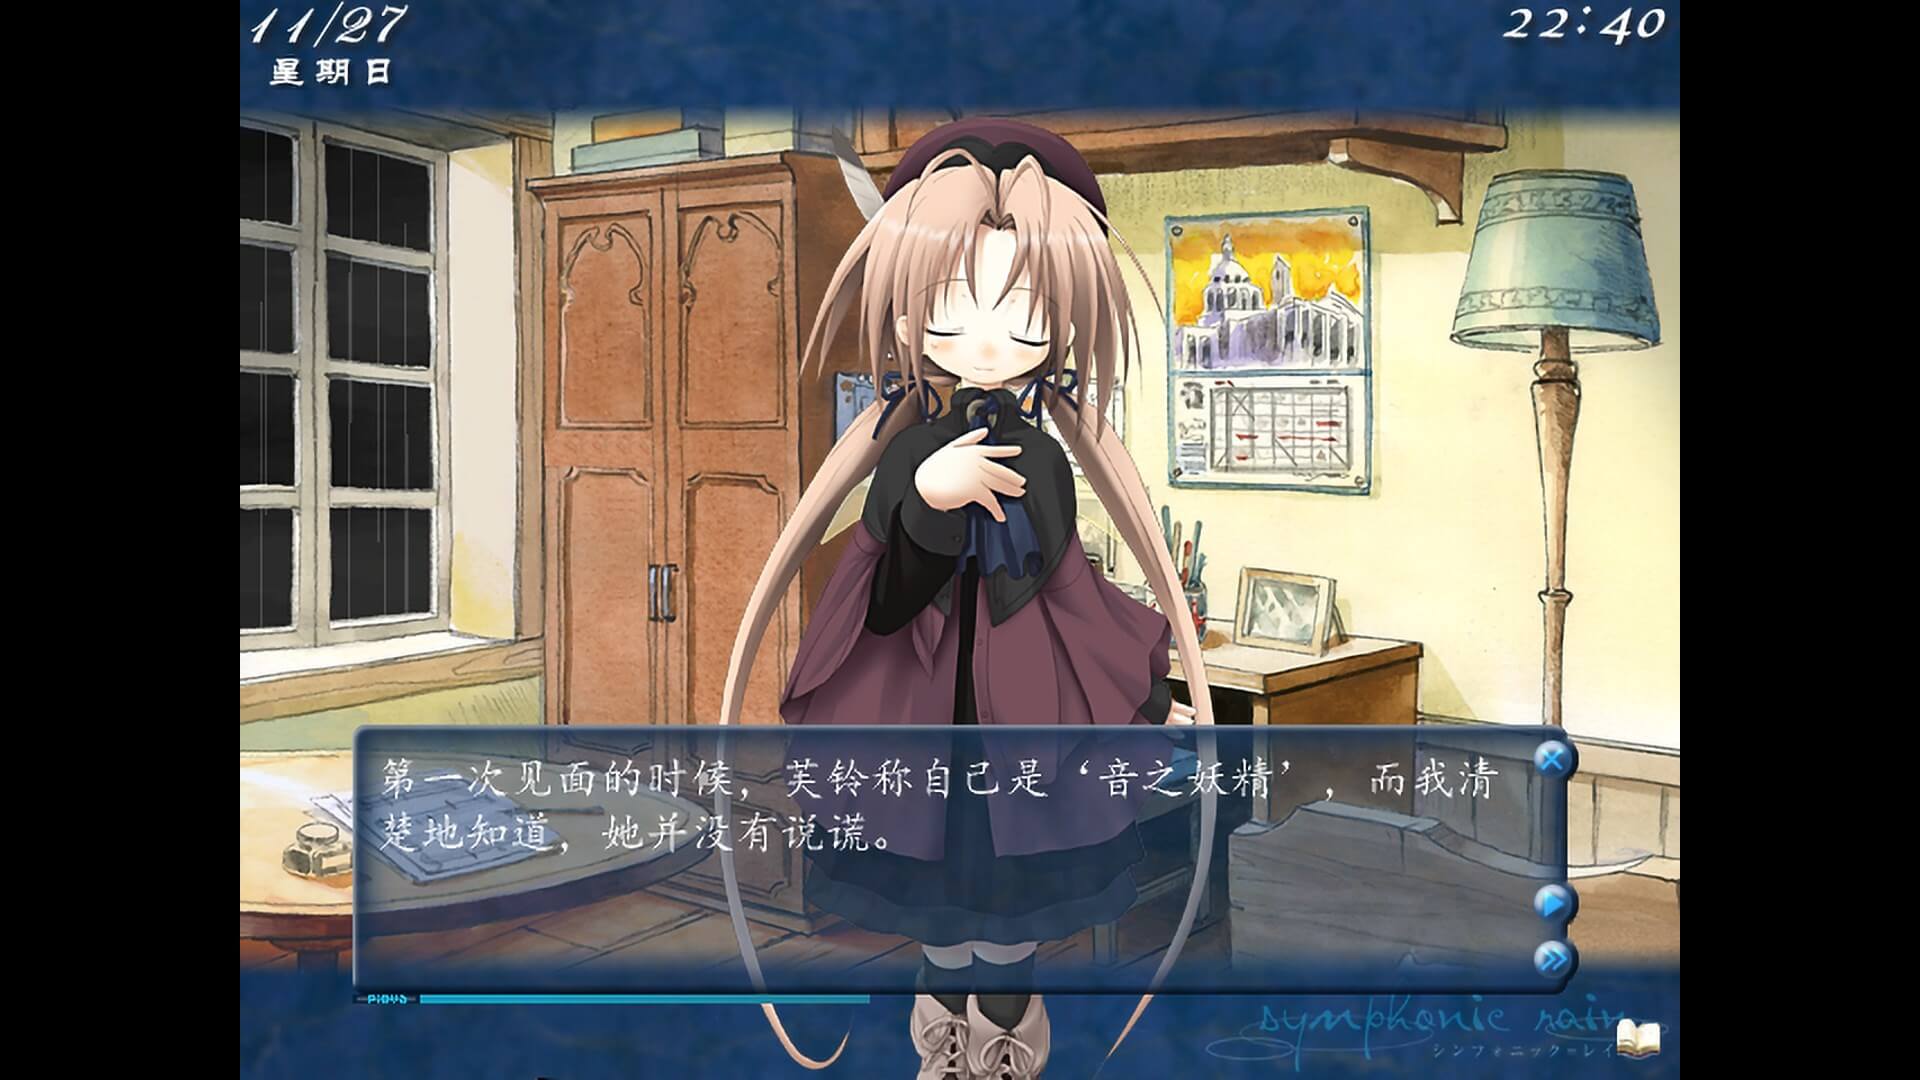 11/27
22:40
星期日
第一次见面的时候，芙铃称自己是‘音之妖精’，而我清
楚地知道，她并没有说谎。
symphonic rain
シンフォニック=レイ